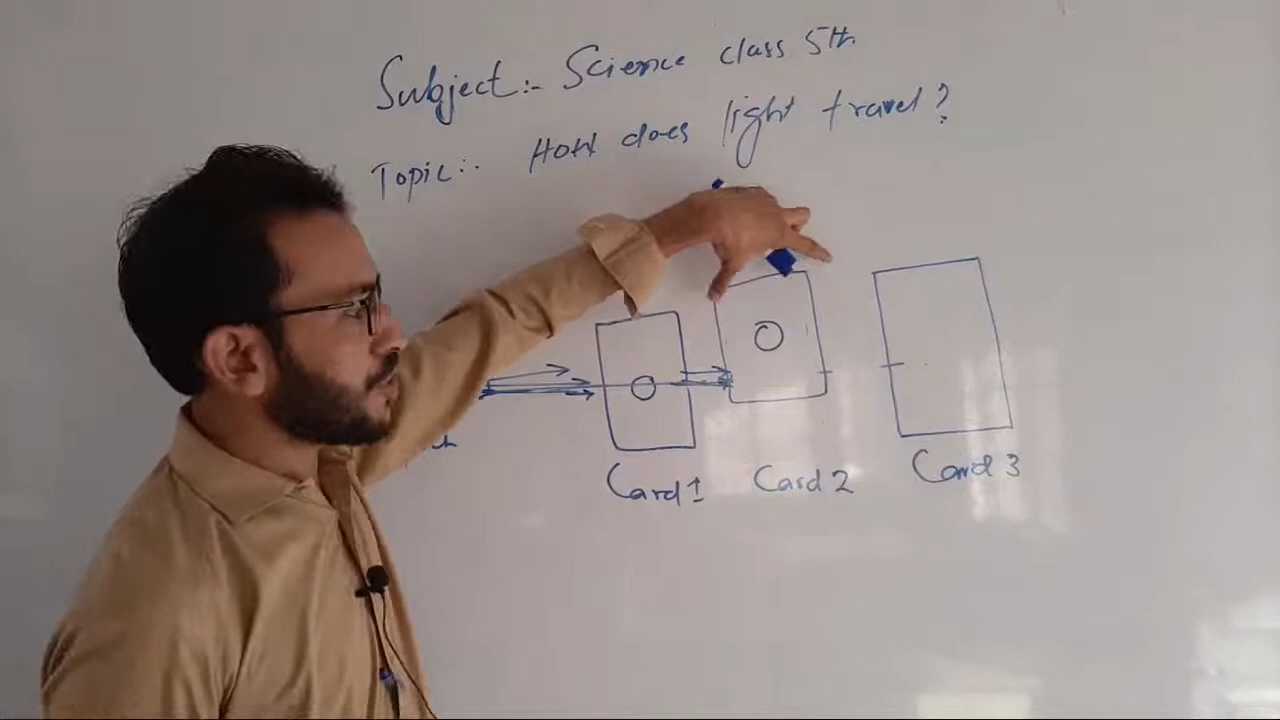 Subject:- Science class 5th
Topic:- How does light travel?
Card 1
Card 2
Card 3